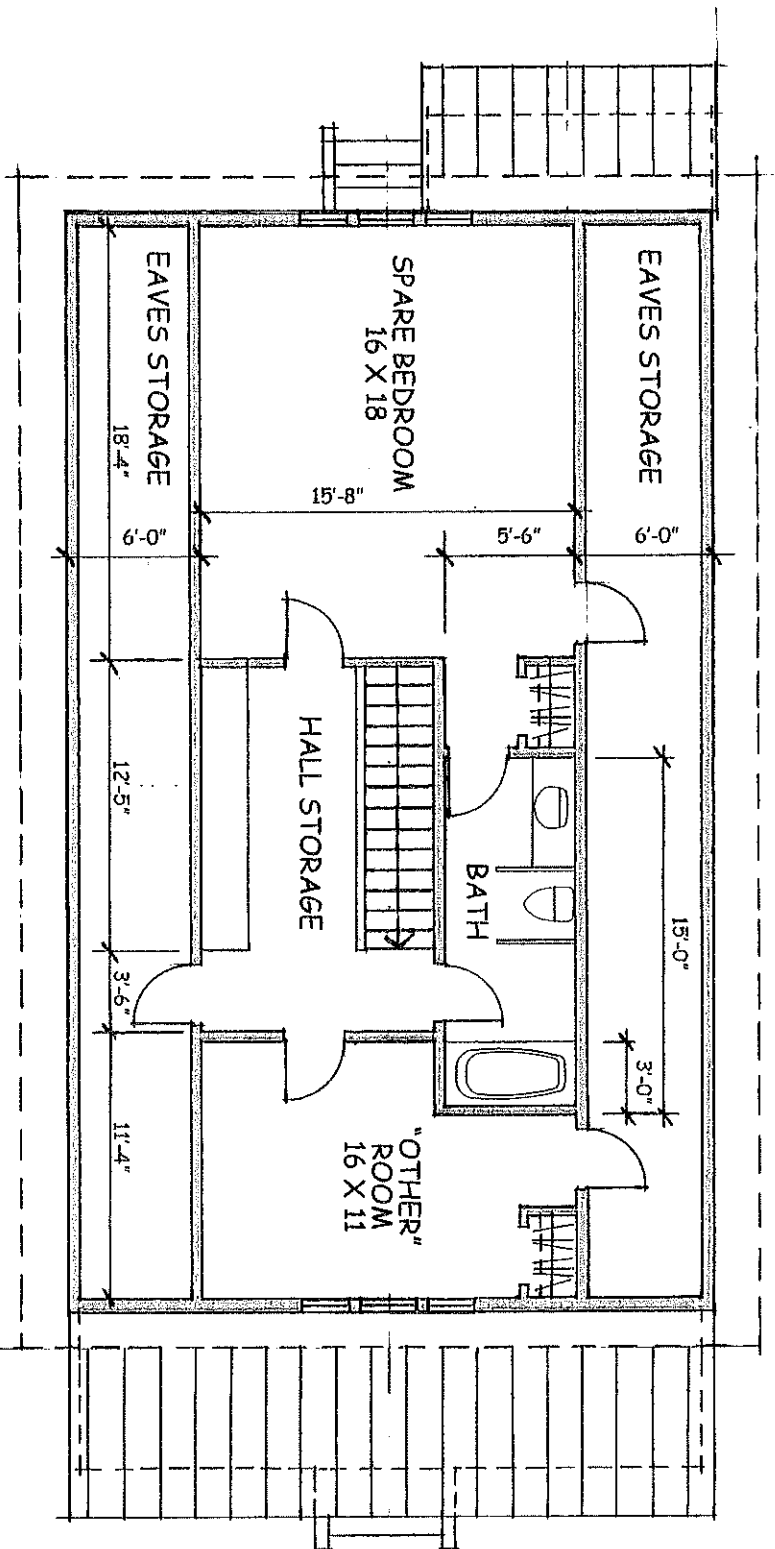 EAVES STORAGE
SPARE BEDROOM
16 X 18
EAVES STORAGE
15'-8"
18'-4"
6'-0"
5'-6"
6'-0"
HALL STORAGE
BATH
12'-5"
15'-0"
3'-6"
3'-0"
"OTHER"
ROOM
16 X 11
11'-4"